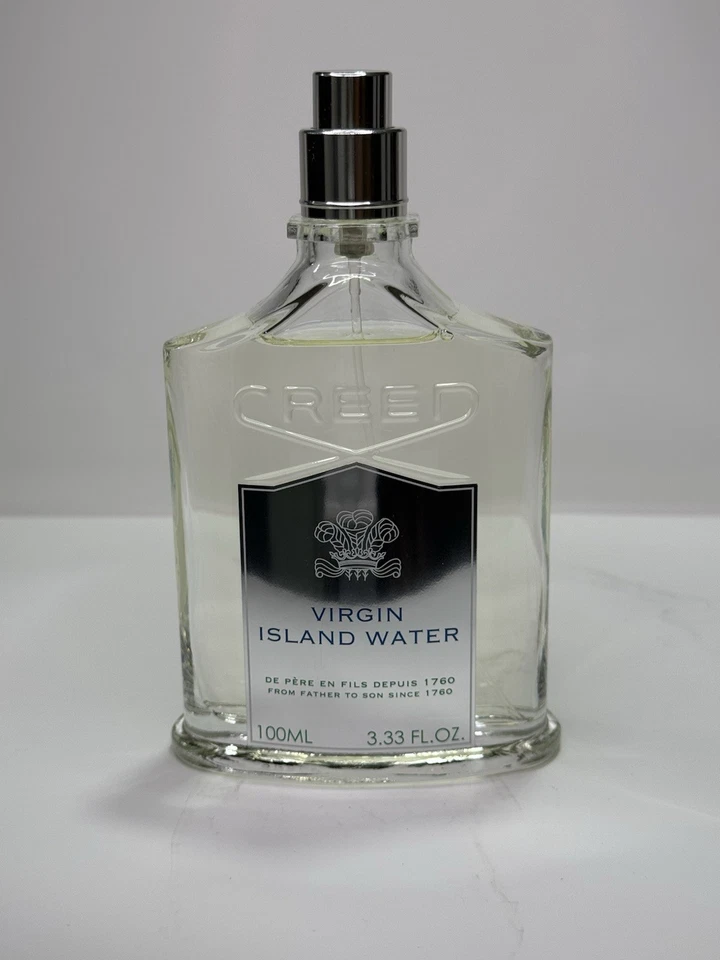 CREED
VIRGIN
ISLAND WATER
DE PÈRE EN FILS DEPUIS 1760
FROM FATHER TO SON SINCE 1760
100ML 3.33 FL.OZ.